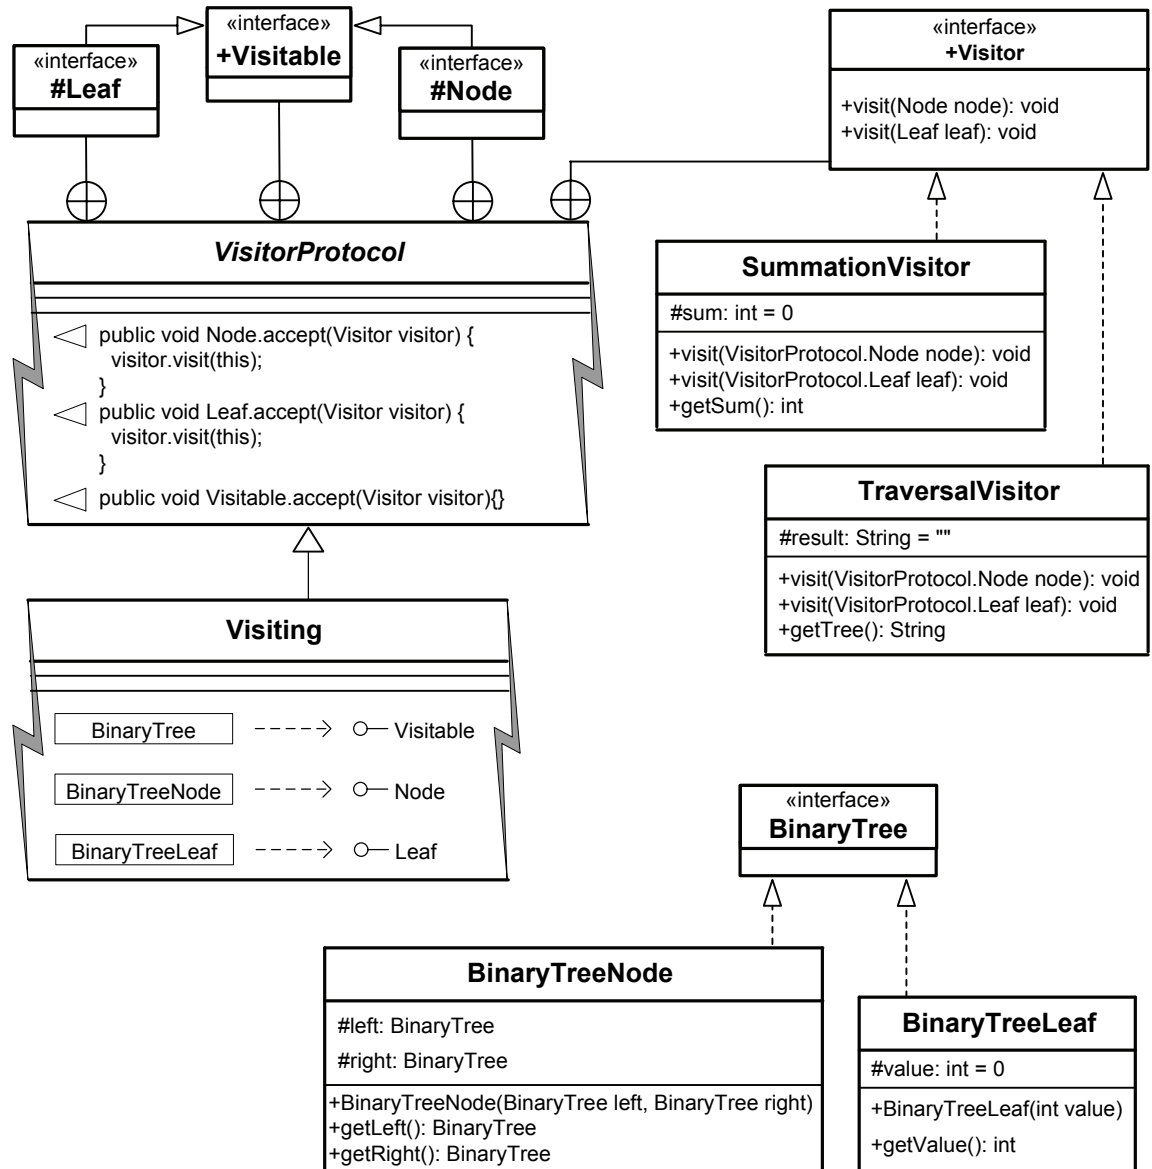 «interface»
+Visitable
«interface»
#Leaf
«interface»
#Node
«interface»
+Visitor
+visit(Node node): void
+visit(Leaf leaf): void
VisitorProtocol
public void Node.accept(Visitor visitor) {
visitor.visit(this);
}
public void Leaf.accept(Visitor visitor) {
visitor.visit(this);
}
public void Visitable.accept(Visitor visitor){}
SummationVisitor
#sum: int = 0
+visit(VisitorProtocol.Node node): void
+visit(VisitorProtocol.Leaf leaf): void
+getSum(): int
TraversalVisitor
#result: String = ""
+visit(VisitorProtocol.Node node): void
+visit(VisitorProtocol.Leaf leaf): void
+getTree(): String
Visiting
BinaryTree
Visitable
BinaryTreeNode
Node
BinaryTreeLeaf
Leaf
«interface»
BinaryTree
BinaryTreeNode
#left: BinaryTree
#right: BinaryTree
+BinaryTreeNode(BinaryTree left, BinaryTree right)
+getLeft(): BinaryTree
+getRight(): BinaryTree
BinaryTreeLeaf
#value: int = 0
+BinaryTreeLeaf(int value)
+getValue(): int